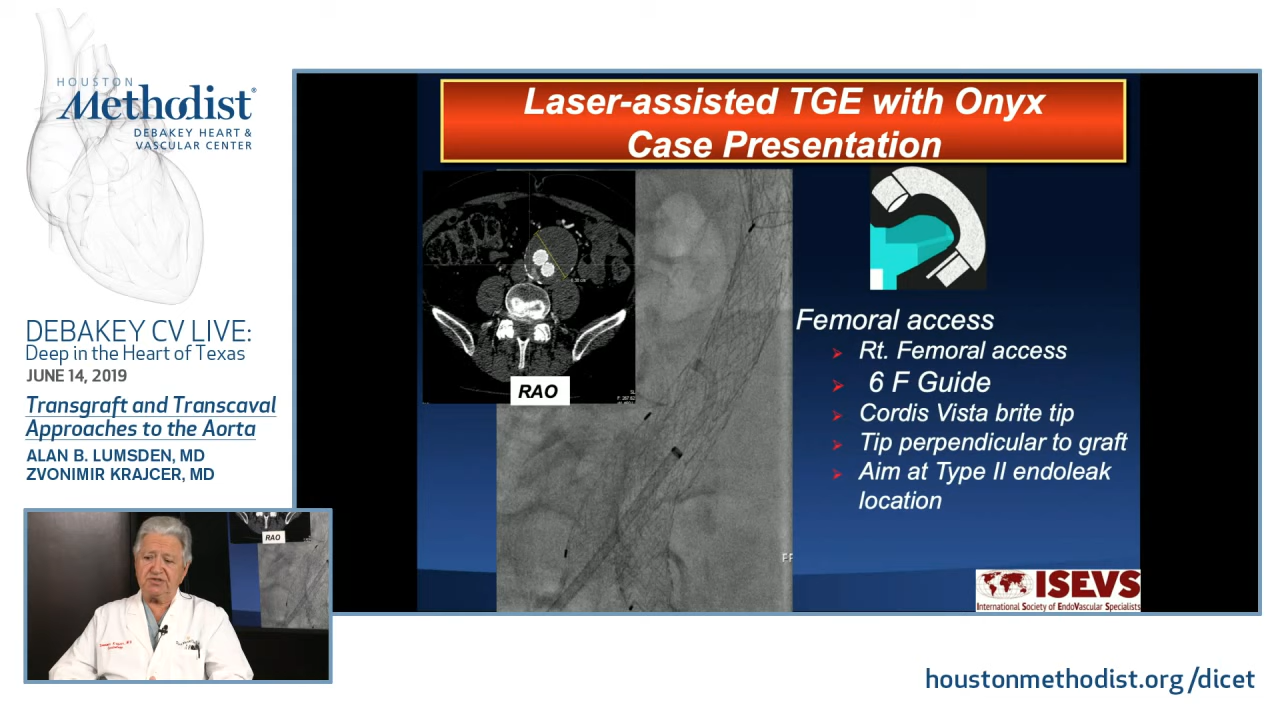 HOUSTON
Methodist®
DEBAKEY HEART &
VASCULAR CENTER
DEBAKEY CV LIVE:
Deep in the Heart of Texas
JUNE 14, 2019
Transgraft and Transcaval
Approaches to the Aorta
ALAN B. LUMSDEN, MD
ZVONIMIR KRAJCER, MD
Laser-assisted TGE with Onyx
Case Presentation
RAO
Femoral access
Rt. Femoral access
6 F Guide
Cordis Vista brite tip
Tip perpendicular to graft
Aim at Type II endoleak
location
ISEVS
International Society of EndoVascular Specialists
RAO
houstonmethodist.org/dicet